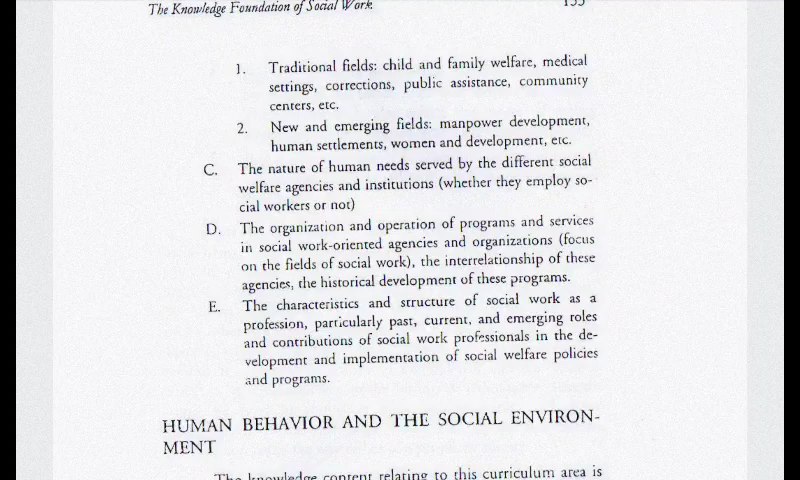 The Knowledge Foundation of Social Work
1. Traditional fields: child and family welfare, medical
settings, corrections, public assistance, community
centers, etc.
2. New and emerging fields: manpower development,
human settlements, women and development, etc.
C. The nature of human needs served by the different social
welfare agencies and institutions (whether they employ so-
cial workers or not)
D. The organization and operation of programs and services
in social work-oriented agencies and organizations (focus
on the fields of social work), the interrelationship of these
agencies, the historical development of these programs.
E. The characteristics and structure of social work as a
profession, particularly past, current, and emerging roles
and contributions of social work professionals in the de-
velopment and implementation of social welfare policies
and programs.
HUMAN BEHAVIOR AND THE SOCIAL ENVIRON-
MENT
The knowledge content relating to this curriculum area is